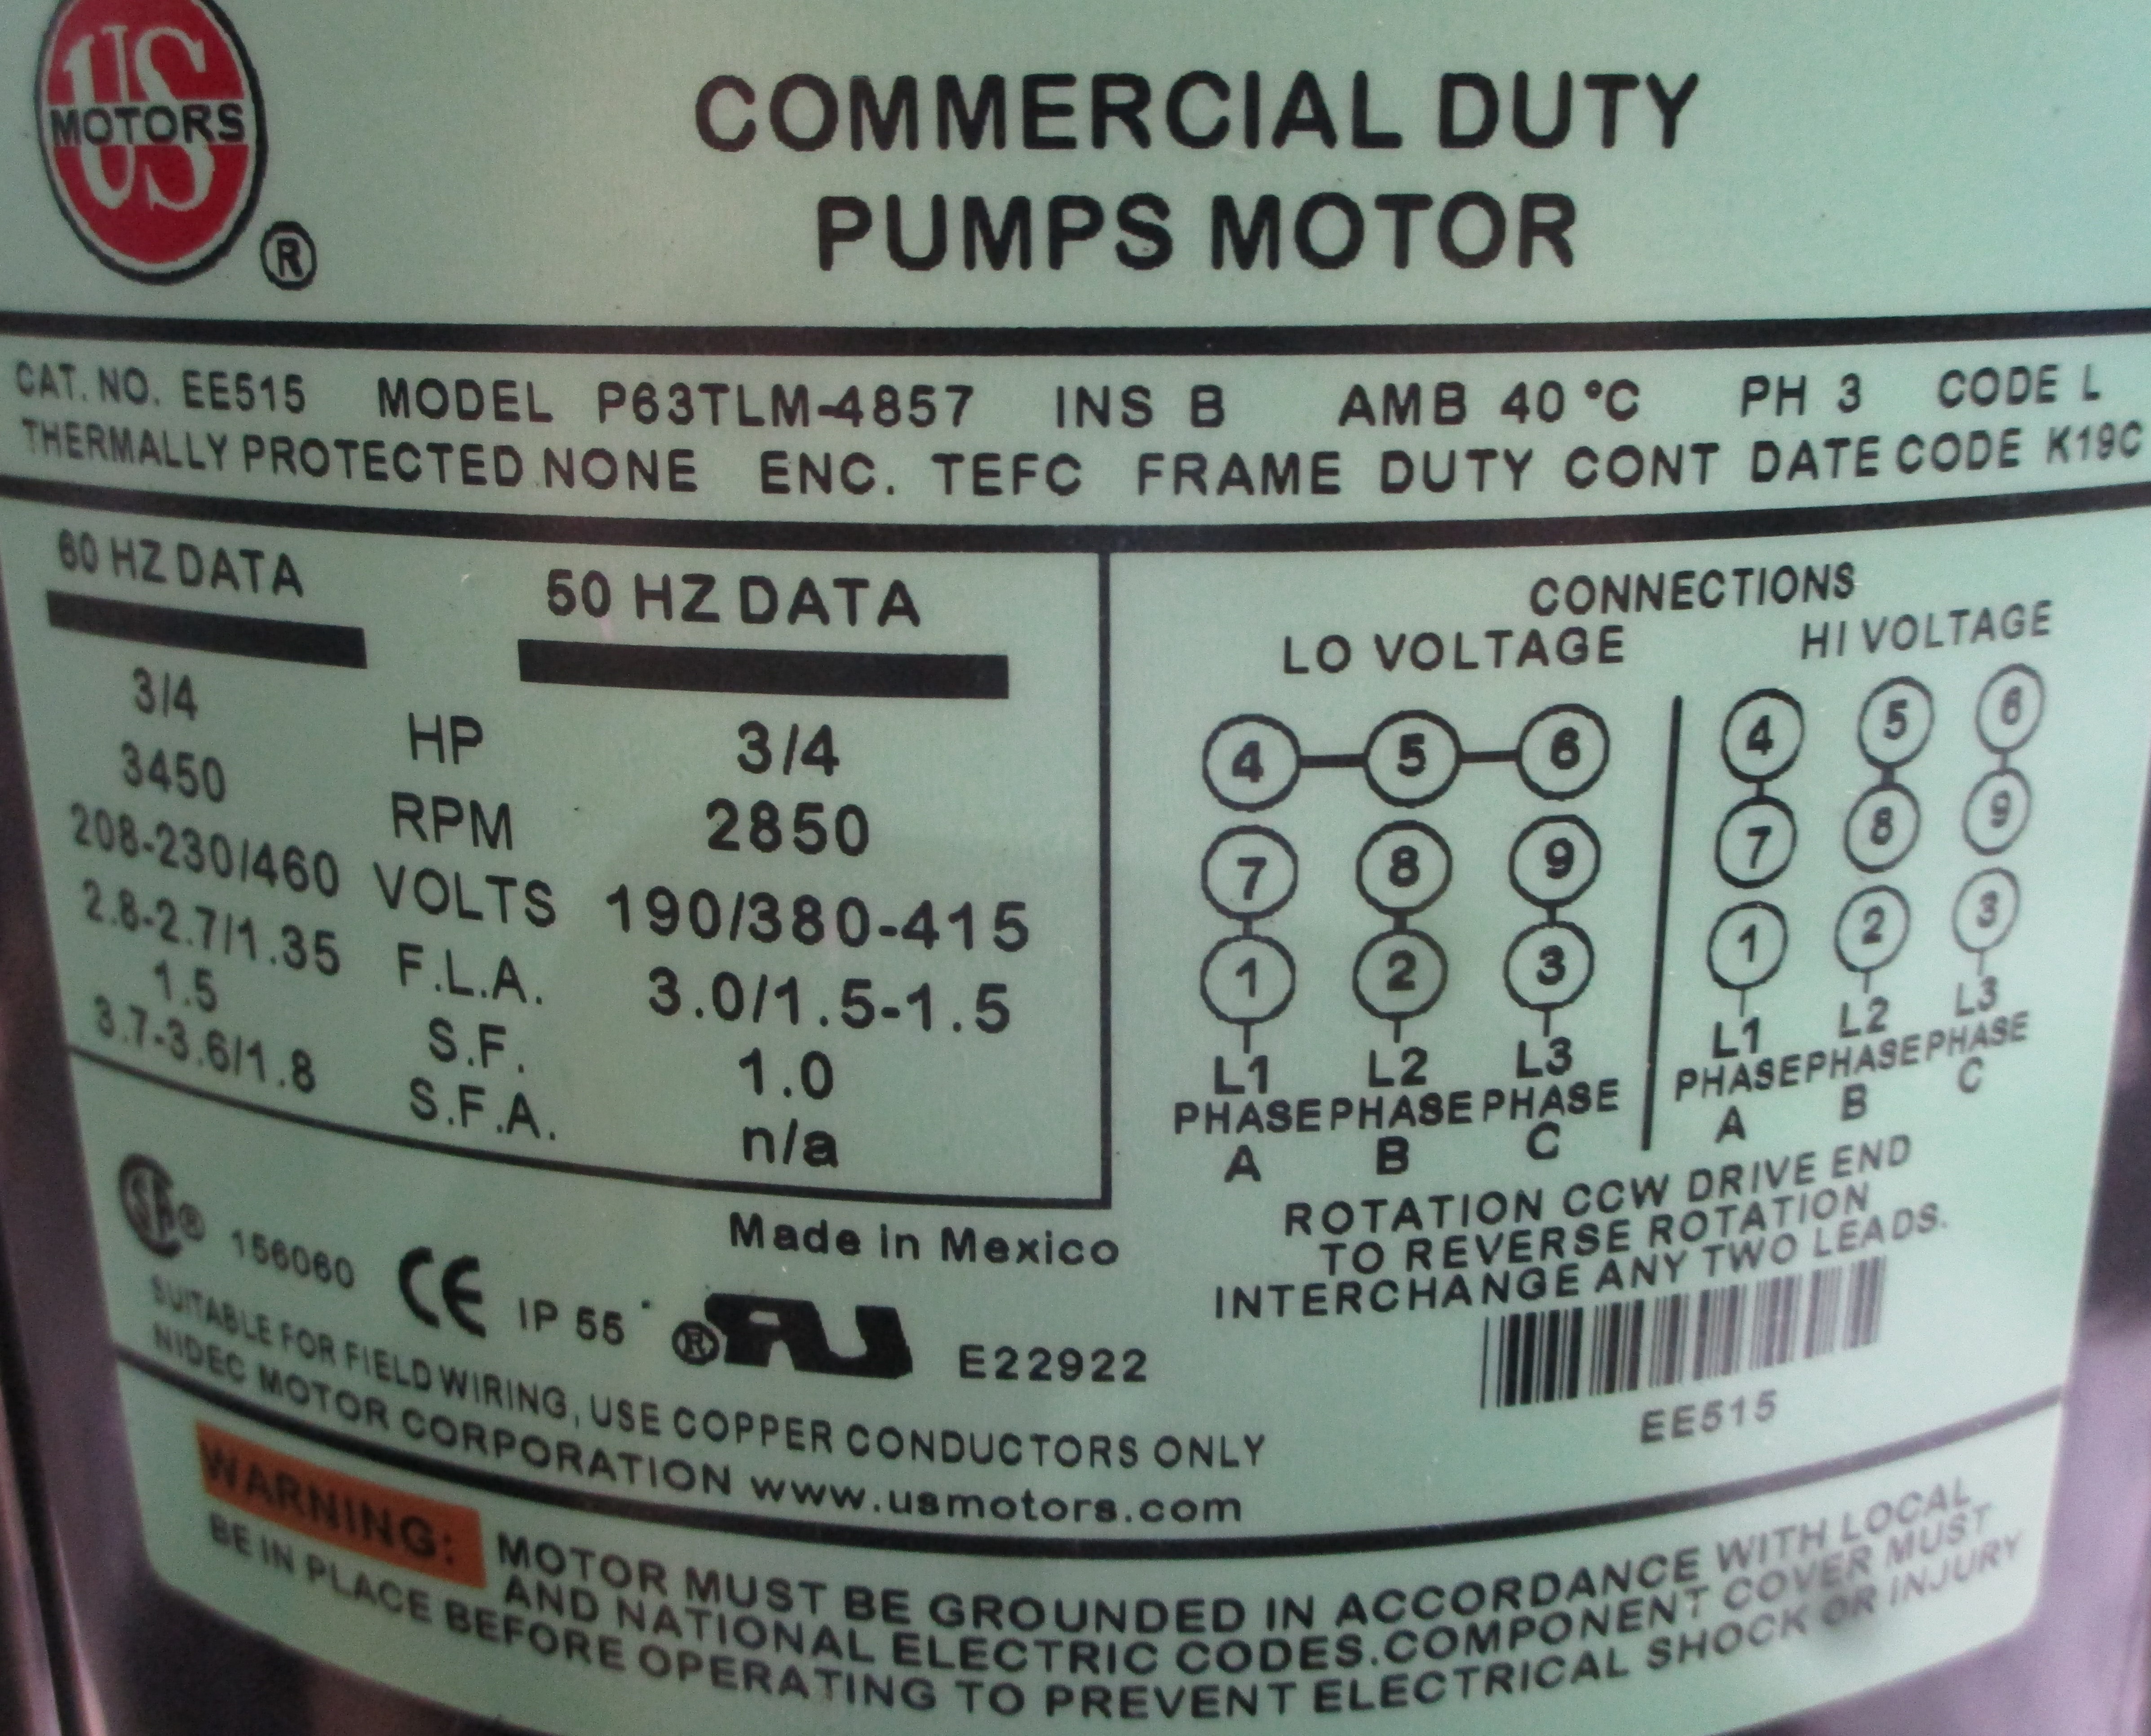 US
MOTORS
®
COMMERCIAL DUTY
PUMPS MOTOR
CAT. NO. EE515 MODEL P63TLM-4857 INS B AMB 40 °C PH 3 CODE L
THERMALLY PROTECTED NONE ENC. TEFC FRAME DUTY CONT DATE CODE K19C
60 HZ DATA 50 HZ DATA
3/4 HP 3/4
3450 RPM 2850
208-230/460 VOLTS 190/380-415
2.8-2.7/1.35 F.L.A. 3.0/1.5-1.5
1.5 S.F. 1.0
3.7-3.6/1.8 S.F.A. n/a
CONNECTIONS
LO VOLTAGE HI VOLTAGE
4 5 6 4 5 6
7 8 9 7 8 9
1 2 3 1 2 3
L1 L2 L3 L1 L2 L3
PHASE PHASE PHASE PHASE PHASE PHASE
A B C A B C
ROTATION CCW DRIVE END
TO REVERSE ROTATION
INTERCHANGE ANY TWO LEADS.
EE515
Made in Mexico
SA® 156060 CE IP 55 ® RU E22922
SUITABLE FOR FIELD WIRING, USE COPPER CONDUCTORS ONLY
NIDEC MOTOR CORPORATION www.usmotors.com
WARNING: MOTOR MUST BE GROUNDED IN ACCORDANCE WITH LOCAL
AND NATIONAL ELECTRIC CODES.COMPONENT COVER MUST
BE IN PLACE BEFORE OPERATING TO PREVENT ELECTRICAL SHOCK OR INJURY